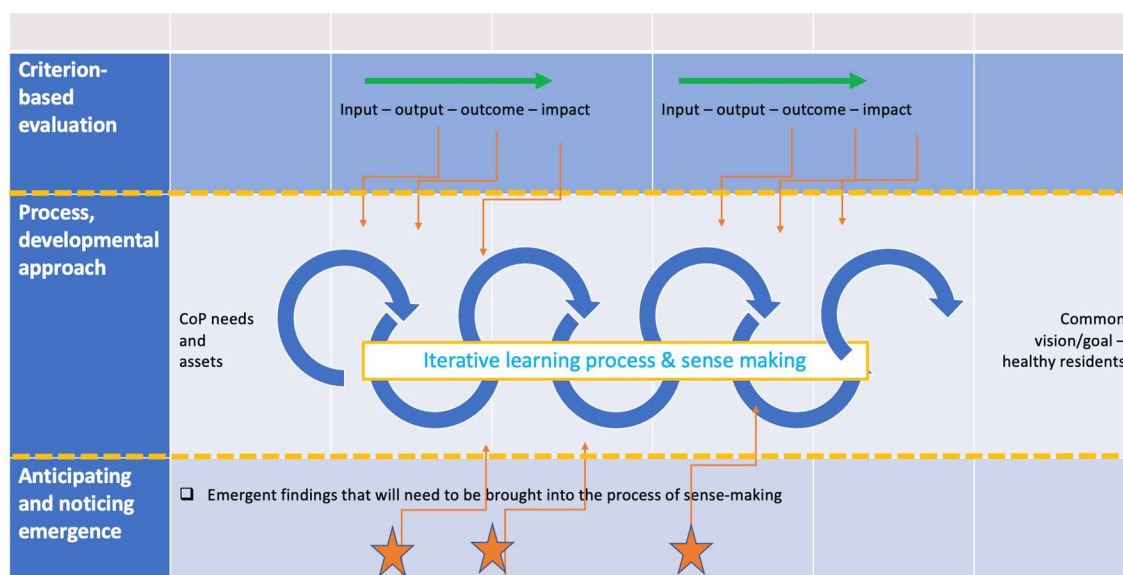 Criterion-
based
evaluation
Input – output – outcome – impact
Input – output – outcome – impact
Process,
developmental
approach
CoP needs
and
assets
Iterative learning process & sense making
Common
vision/goal –
healthy residents
Anticipating
and noticing
emergence
Emergent findings that will need to be brought into the process of sense-making